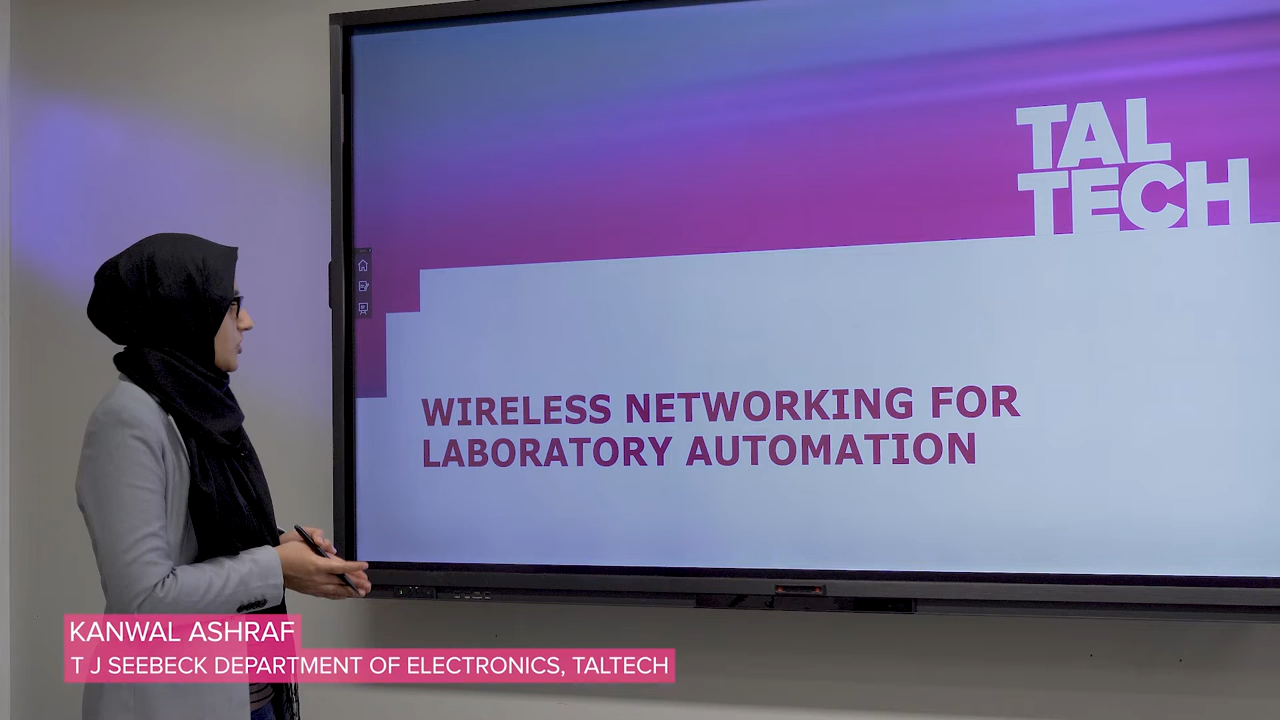 TAL
TECH
WIRELESS NETWORKING FOR
LABORATORY AUTOMATION
KANWAL ASHRAF
T J SEEBECK DEPARTMENT OF ELECTRONICS, TALTECH